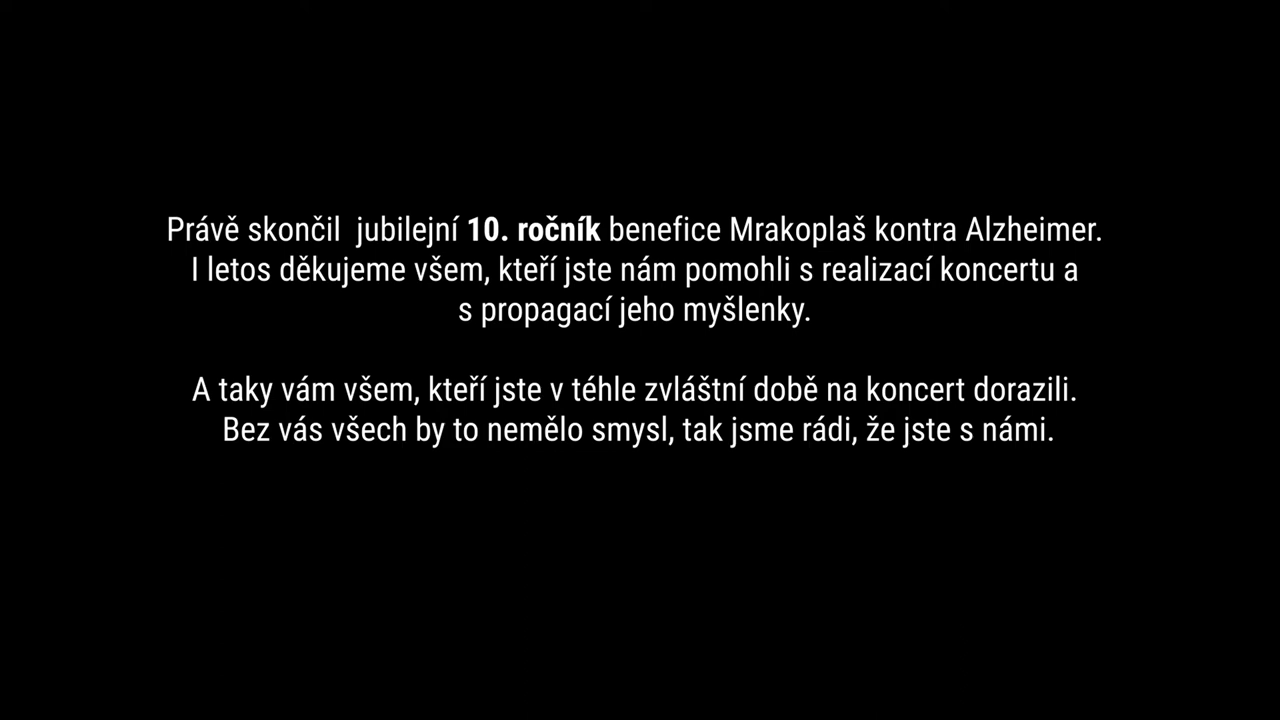 Právě skončil  jubilejní 10. ročník benefice Mrakoplaš kontra Alzheimer.
I letos děkujeme všem, kteří jste nám pomohli s realizací koncertu a
s propagací jeho myšlenky.
A taky vám všem, kteří jste v téhle zvláštní době na koncert dorazili.
Bez vás všech by to nemělo smysl, tak jsme rádi, že jste s námi.